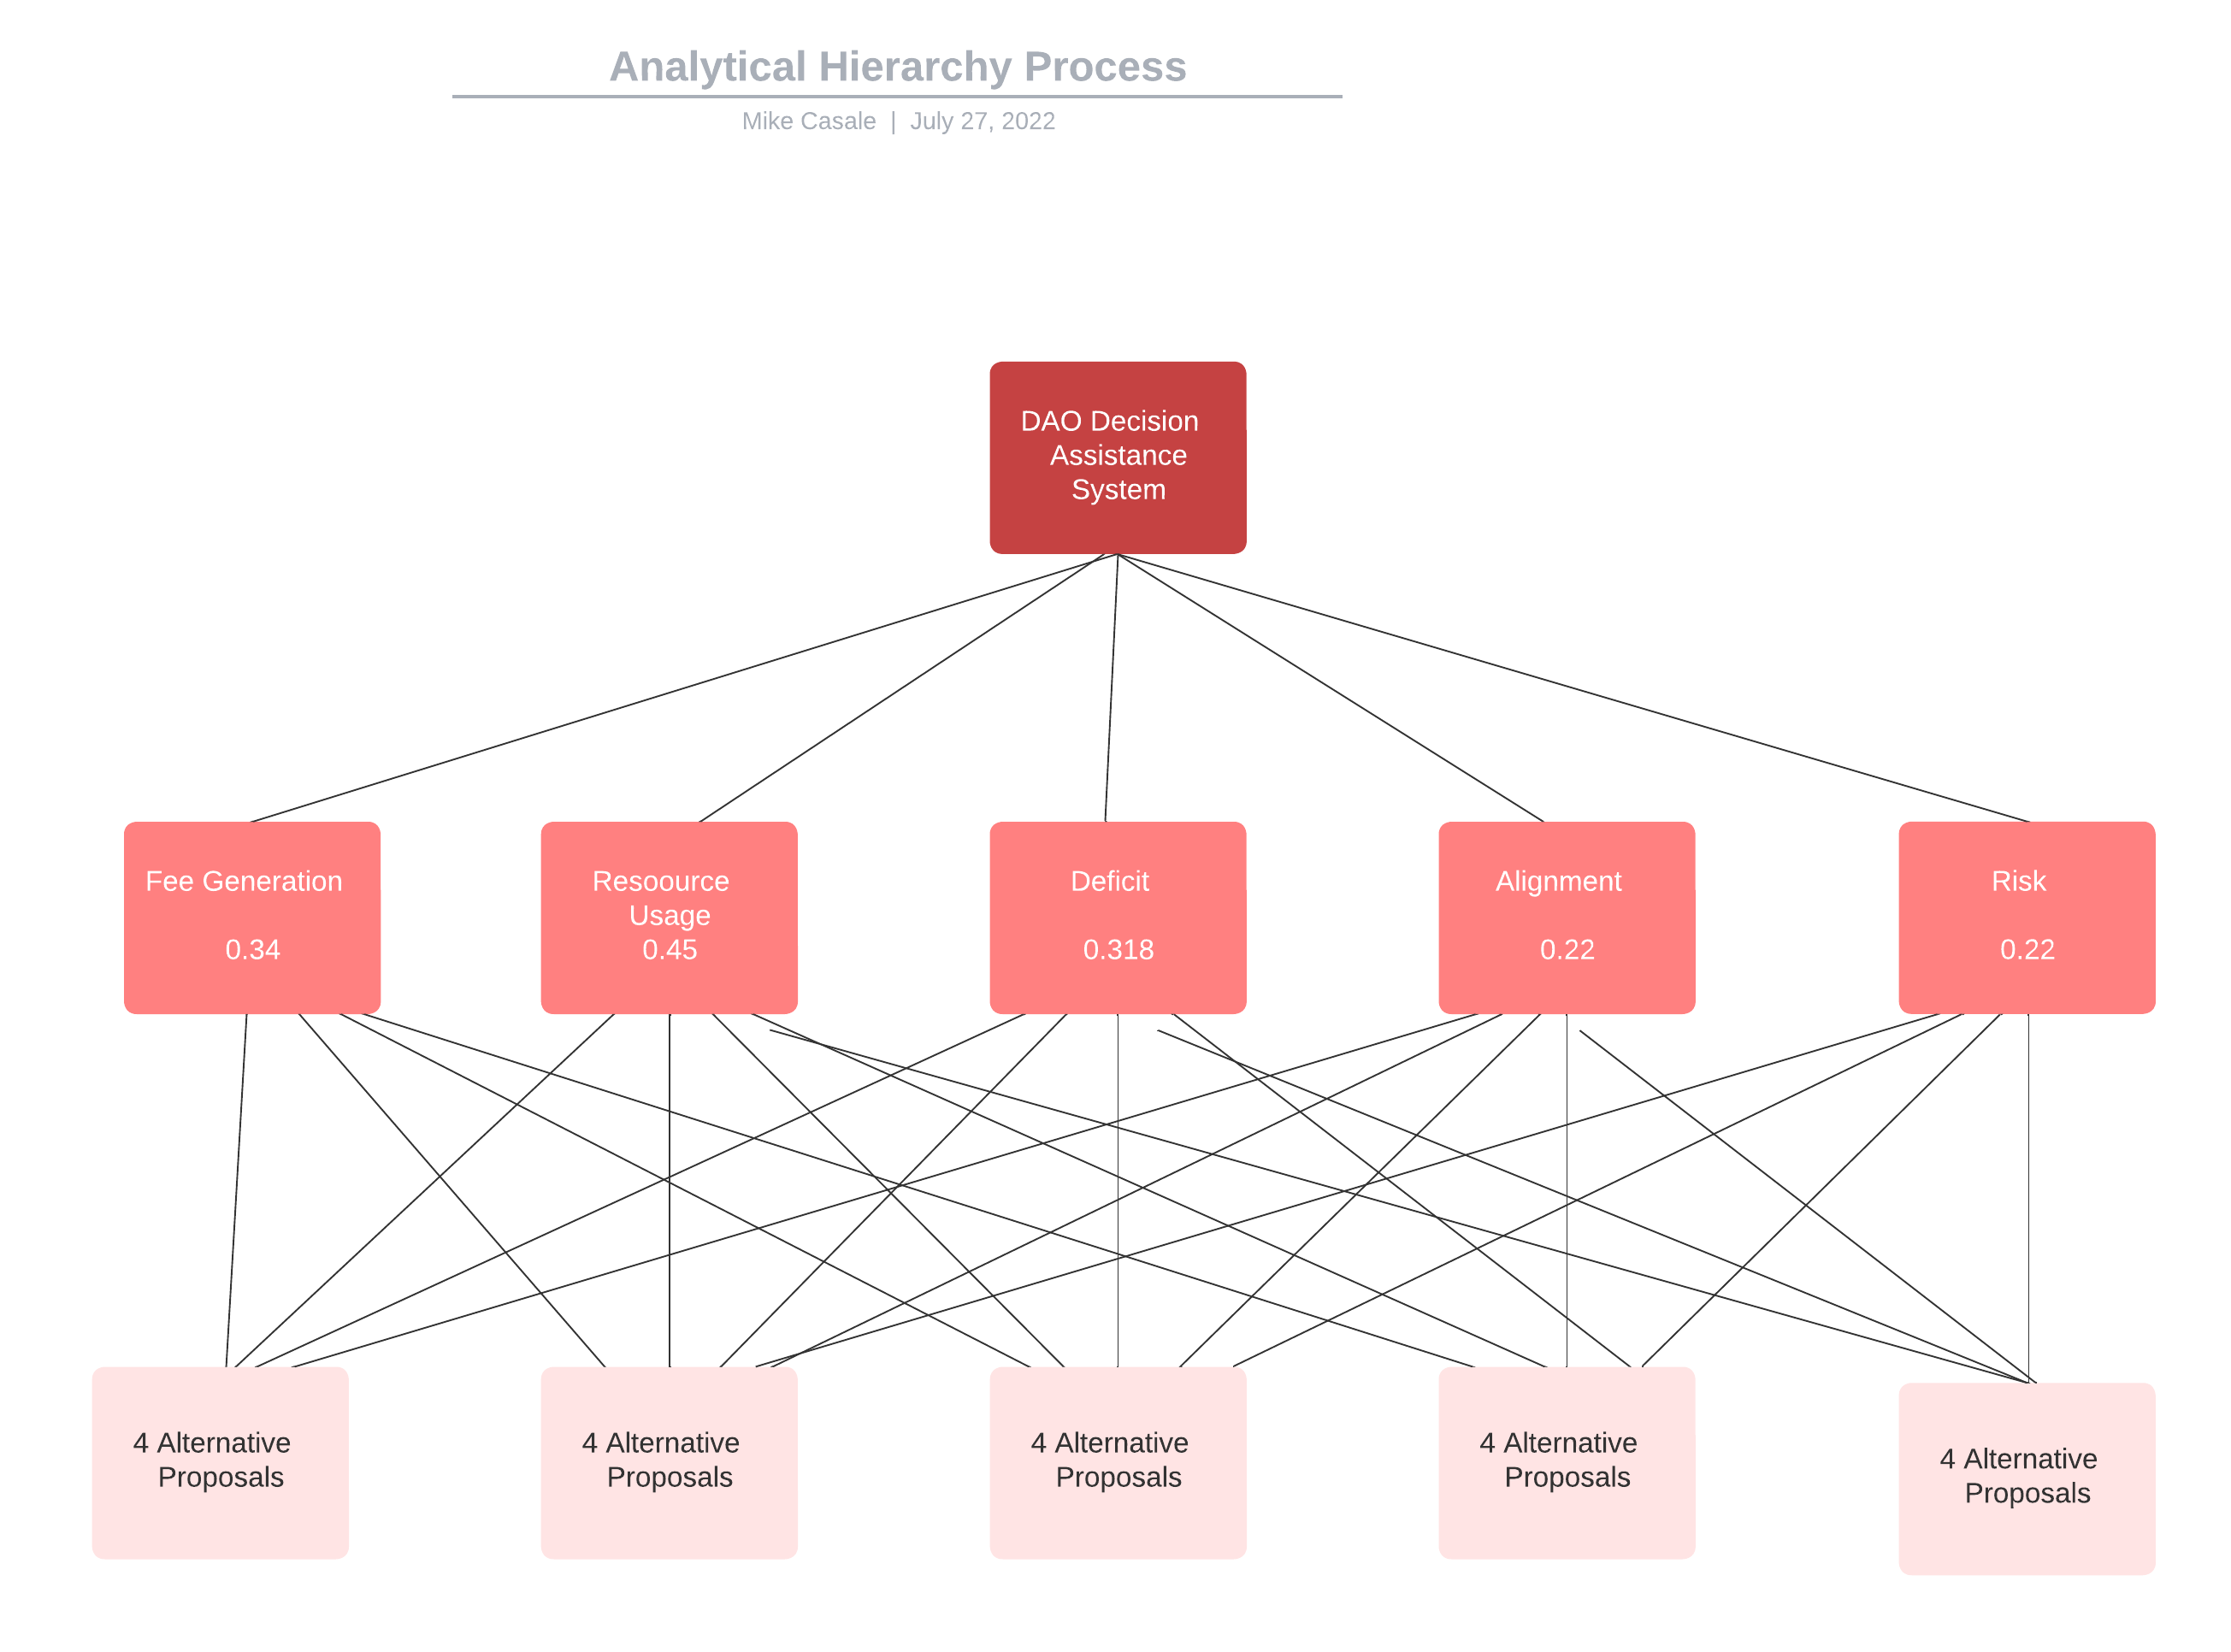 Analytical Hierarchy Process
Mike Casale | July 27, 2022
DAO Decision
Assistance
System
Fee Generation
0.34
Resoource
Usage
0.45
Deficit
0.318
Alignment
0.22
Risk
0.22
4 Alternative
Proposals
4 Alternative
Proposals
4 Alternative
Proposals
4 Alternative
Proposals
4 Alternative
Proposals